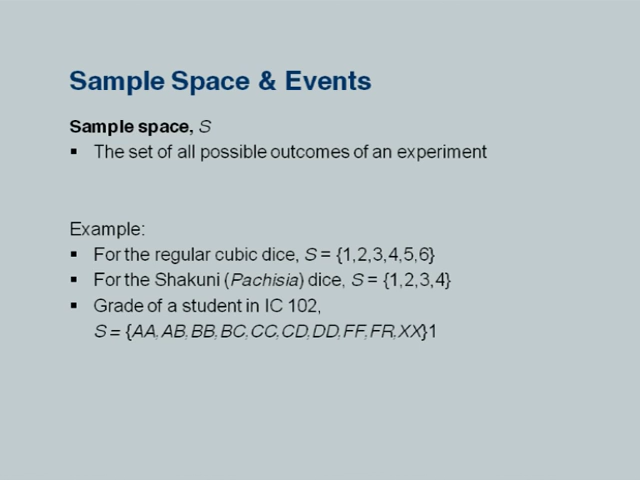 Sample Space & Events
Sample space, S
▪ The set of all possible outcomes of an experiment
Example:
▪ For the regular cubic dice, S = {1,2,3,4,5,6}
▪ For the Shakuni (Pachisia) dice, S = {1,2,3,4}
▪ Grade of a student in IC 102,
S = {AA,AB,BB,BC,CC,CD,DD,FF,FR,XX}1